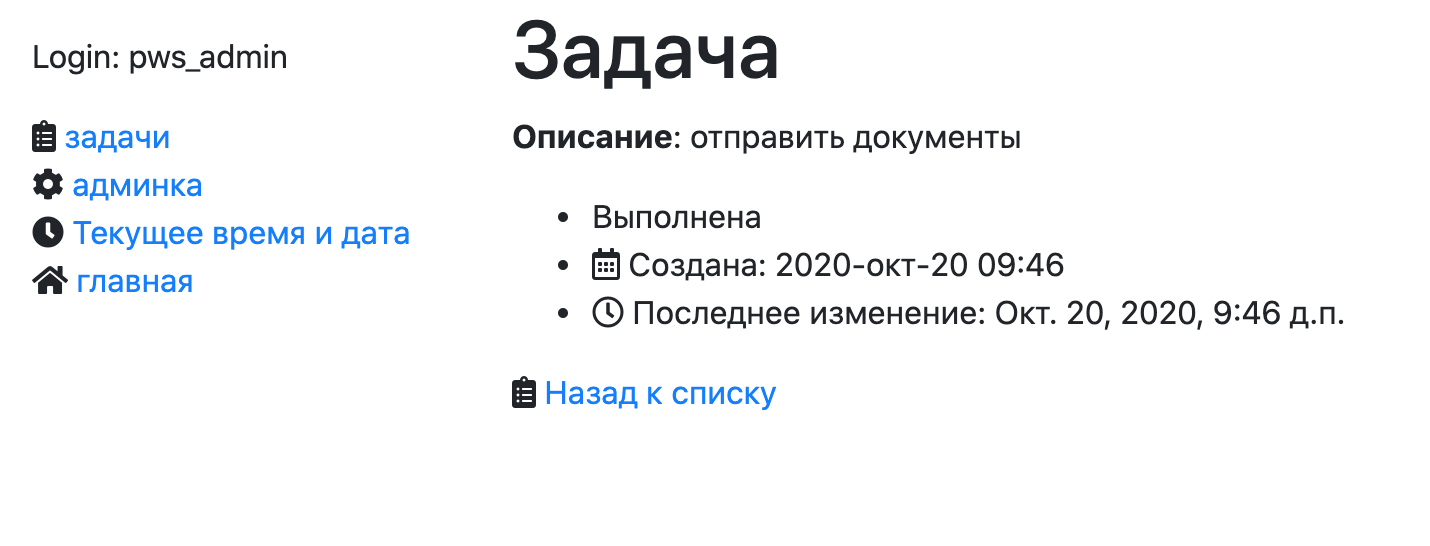 Login: pws_admin
задачи
админка
Текущее время и дата
главная
Задача
Описание: отправить документы
Выполнена
Создана: 2020-окт-20 09:46
Последнее изменение: Окт. 20, 2020, 9:46 д.п.
Назад к списку